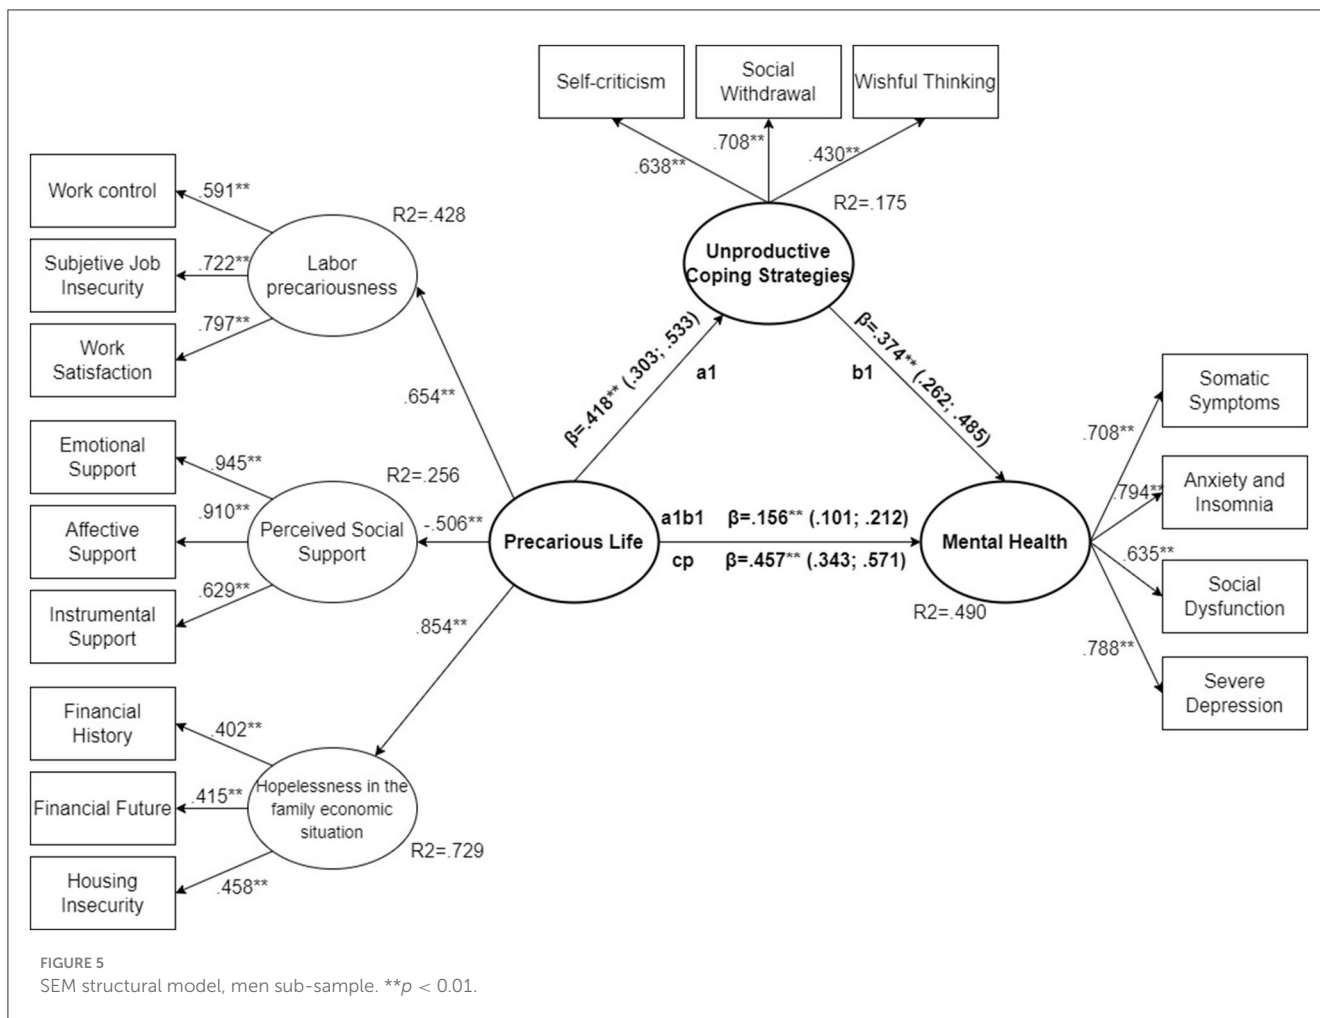 Self-criticism
Social
Withdrawal
Wishful Thinking
.638**
.708**
.430**
R2=.175
Unproductive
Coping Strategies
Work control
Subjetive Job
Insecurity
Work
Satisfaction
.591**
.722**
.797**
R2=.428
Labor
precariousness
.654**
β=.418** (.303; .533)
a1
β=.374** (.262; .485)
b1
Emotional
Support
Affective
Support
Instrumental
Support
.945**
.910**
.629**
R2=.256
Perceived Social
Support
-.506**
Precarious Life
a1b1 β=.156** (.101; .212)
cp β=.457** (.343; .571)
Mental Health
R2=.490
.708**
.794**
.635**
.788**
Somatic
Symptoms
Anxiety and
Insomnia
Social
Dysfunction
Severe
Depression
.854**
Financial
History
Financial Future
Housing
Insecurity
.402**
.415**
.458**
Hopelessness in the
family economic
situation
R2=.729
FIGURE 5
SEM structural model, men sub-sample. **p < 0.01.